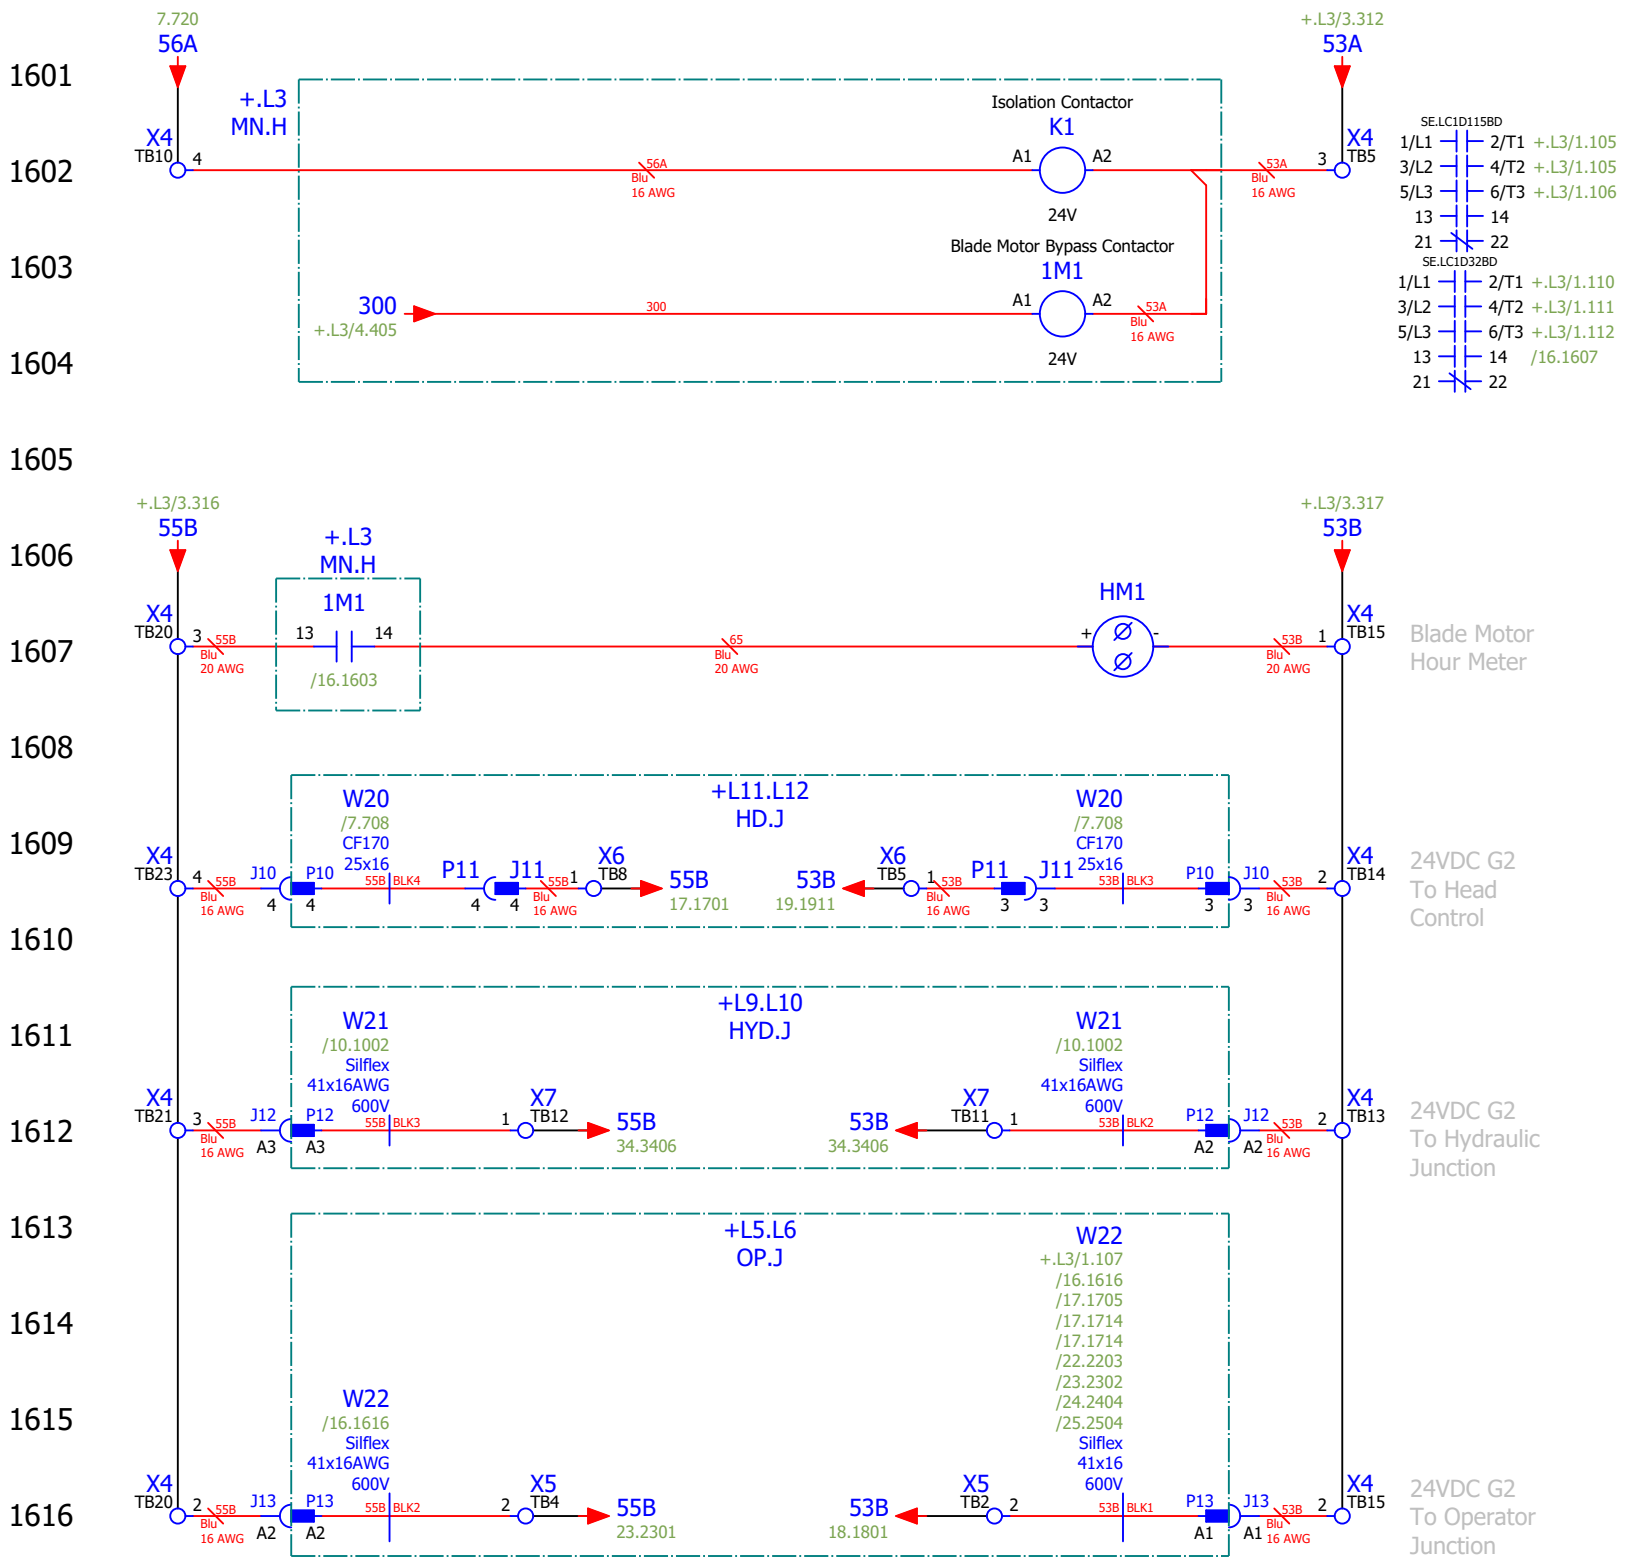 7.720
56A
+.L3/3.312
53A
1601
+.L3
MN.H
Isolation Contactor
K1
SE.LC1D115BD
1/L1 2/T1 +.L3/1.105
3/L2 4/T2 +.L3/1.105
5/L3 6/T3 +.L3/1.106
13 14
21 22
X4
TB10
4
1602
56A
Blu
16 AWG
A1 A2
24V
53A
Blu
16 AWG
3
X4
TB5
Blade Motor Bypass Contactor
1M1
1603
300
+.L3/4.405
300
A1 A2
24V
53A
Blu
16 AWG
SE.LC1D32BD
1/L1 2/T1 +.L3/1.110
3/L2 4/T2 +.L3/1.111
5/L3 6/T3 +.L3/1.112
13 14 /16.1607
21 22
1604
1605
+.L3/3.316
55B
+.L3/3.317
53B
1606
+.L3
MN.H
1M1
HM1
X4
TB20
3
1607
55B
Blu
20 AWG
13 14
/16.1603
65
Blu
20 AWG
+ -
53B
Blu
20 AWG
1
X4
TB15
Blade Motor
Hour Meter
1608
+L11.L12
HD.J
1609
W20
/7.708
CF170
25x16
W20
/7.708
CF170
25x16
X4
TB23
4
55B
Blu
16 AWG
J10 P10
4 4
55B BLK4
P11 J11
4 4
55B
Blu
16 AWG
1
X6
TB8
55B
17.1701
53B
19.1911
X6
TB5
1
53B
Blu
16 AWG
P11 J11
3 3
53B BLK3
P10 J10
3 3
53B
Blu
16 AWG
2
X4
TB14
24VDC G2
To Head
Control
1610
+L9.L10
HYD.J
1611
W21
/10.1002
Silflex
41x16AWG
600V
W21
/10.1002
Silflex
41x16AWG
600V
X4
TB21
3
1612
55B
Blu
16 AWG
J12 P12
A3 A3
55B BLK3
1
X7
TB12
55B
34.3406
53B
34.3406
X7
TB11
1
53B BLK2
P12 J12
A2 A2
53B
Blu
16 AWG
2
X4
TB13
24VDC G2
To Hydraulic
Junction
1613
+L5.L6
OP.J
W22
+.L3/1.107
/16.1616
/17.1705
/17.1714
/17.1714
/22.2203
/23.2302
/24.2404
/25.2504
Silflex
41x16
600V
1614
1615
W22
/16.1616
Silflex
41x16AWG
600V
X4
TB20
2
1616
55B
Blu
16 AWG
J13 P13
A2 A2
55B BLK2
2
X5
TB4
55B
23.2301
53B
18.1801
X5
TB2
2
53B BLK1
P13 J13
A1 A1
53B
Blu
16 AWG
2
X4
TB15
24VDC G2
To Operator
Junction